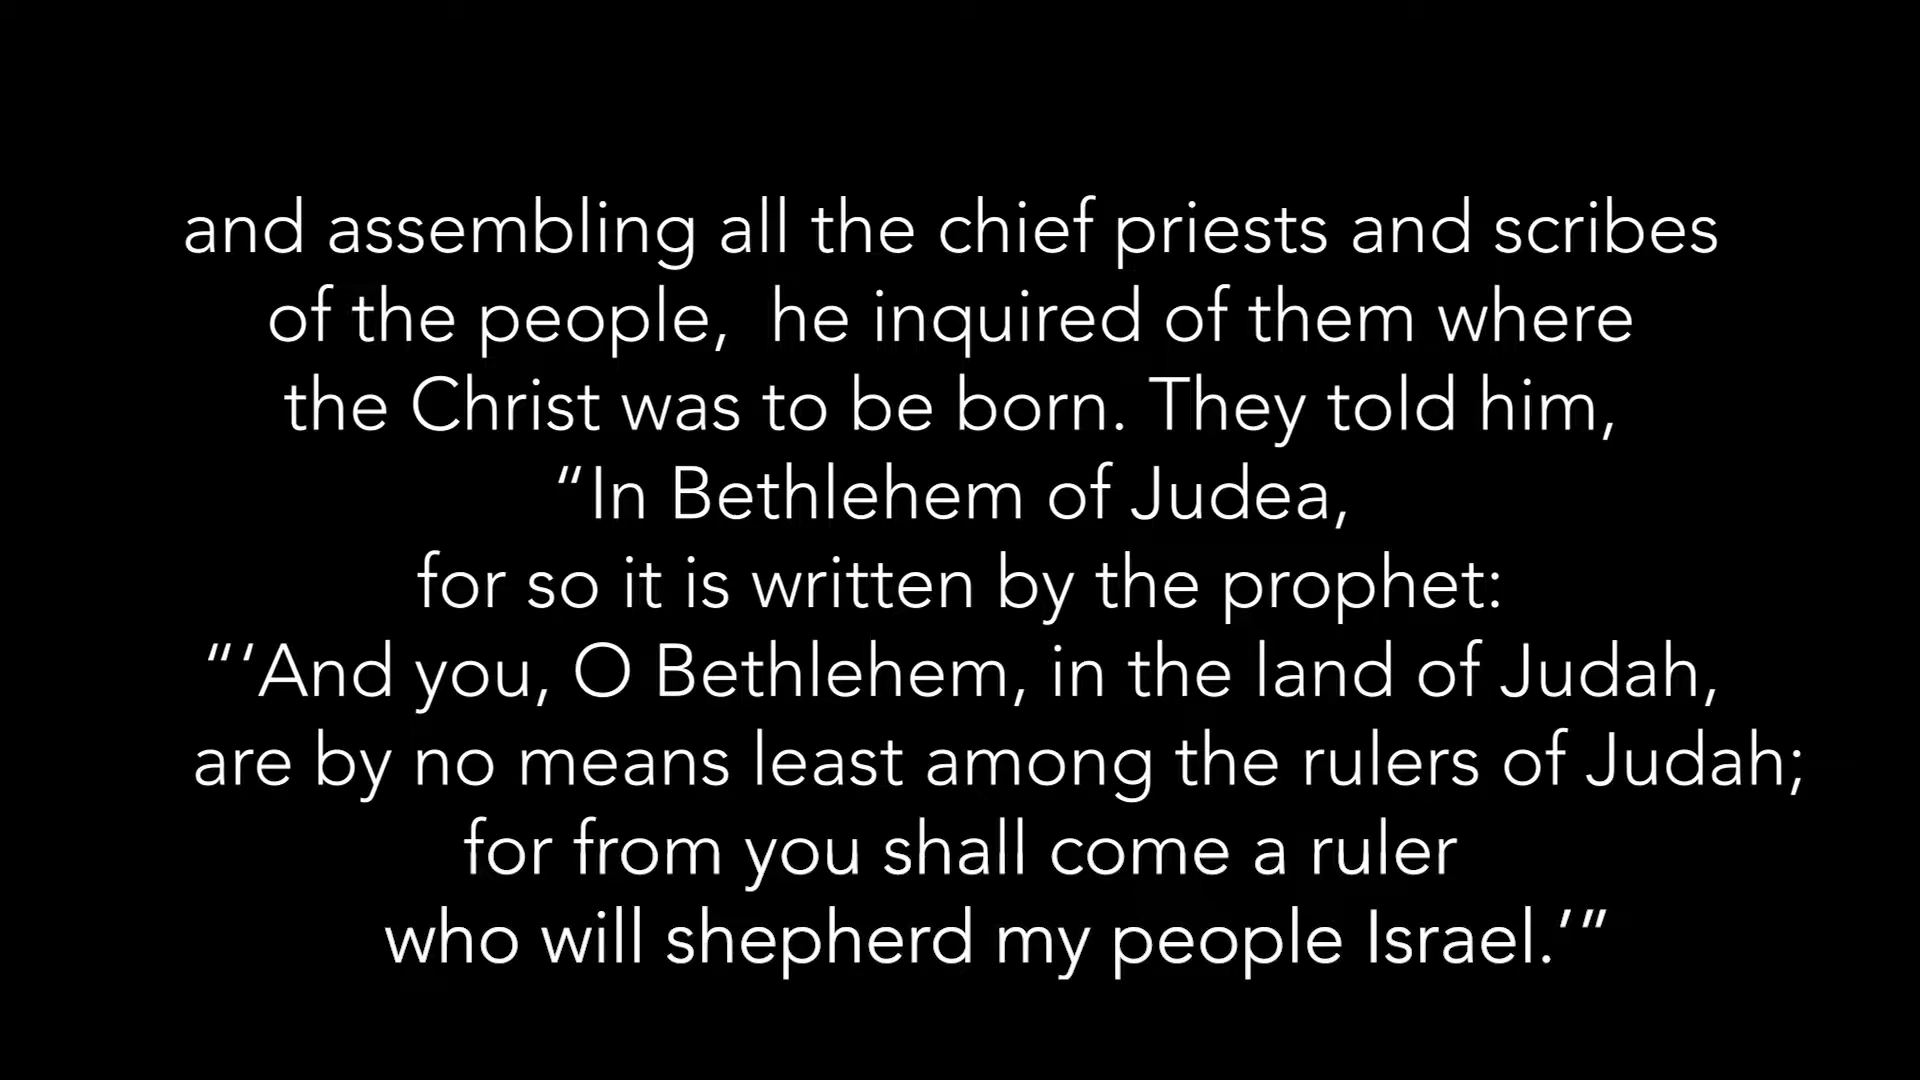 and assembling all the chief priests and scribes
of the people,  he inquired of them where
the Christ was to be born. They told him,
“In Bethlehem of Judea,
for so it is written by the prophet:
“‘And you, O Bethlehem, in the land of Judah,
are by no means least among the rulers of Judah;
for from you shall come a ruler
who will shepherd my people Israel.’”